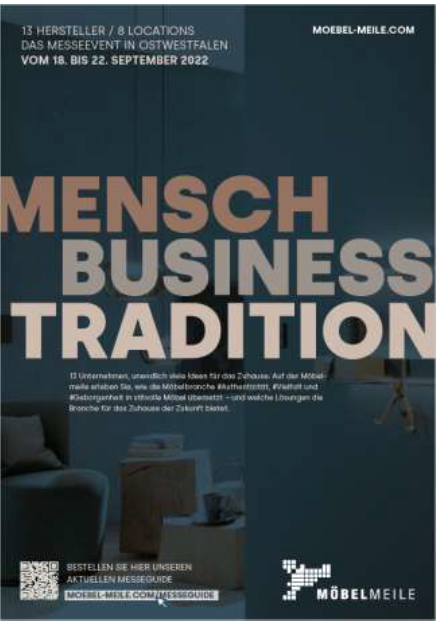 13 HERSTELLER / 8 LOCATIONS
DAS MESSEEVENT IN OSTWESTFALEN
VOM 18. BIS 22. SEPTEMBER 2022
MOEBEL-MEILE.COM
MENSCH
BUSINESS
TRADITION
13 Unternehmen, unendlich viele Ideen für das Zuhause: Auf der Möbel-
meile erleben Sie, wie die Möbelbranche #Authentizität, #Vielfalt und
#Geborgenheit in stilvolle Möbel übersetzt – und welche Lösungen die
Branche für das Zuhause der Zukunft bietet.
BESTELLEN SIE HIER UNSEREN
AKTUELLEN MESSEGUIDE
MOEBEL-MEILE.COM/MESSEGUIDE
MÖBELMEILE